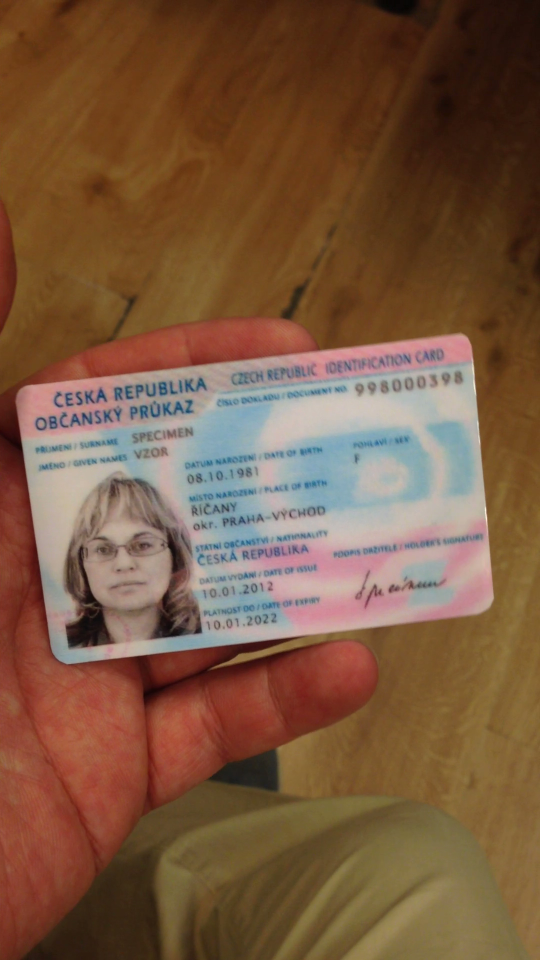 ČESKÁ REPUBLIKA
OBČANSKÝ PRŮKAZ
CZECH REPUBLIC IDENTIFICATION CARD
ČÍSLO DOKLADU / DOCUMENT NO. 998000398
PŘÍJMENÍ / SURNAME SPECIMEN
JMÉNO / GIVEN NAMES VZOR
DATUM NAROZENÍ / DATE OF BIRTH
08.10.1981
POHLAVÍ / SEX
F
MÍSTO NAROZENÍ / PLACE OF BIRTH
ŘÍČANY
okr. PRAHA-VÝCHOD
STÁTNÍ OBČANSTVÍ / NATIONALITY
ČESKÁ REPUBLIKA
PODPIS DRŽITELE / HOLDER'S SIGNATURE
Specimen
DATUM VYDÁNÍ / DATE OF ISSUE
10.01.2012
PLATNOST DO / DATE OF EXPIRY
10.01.2022